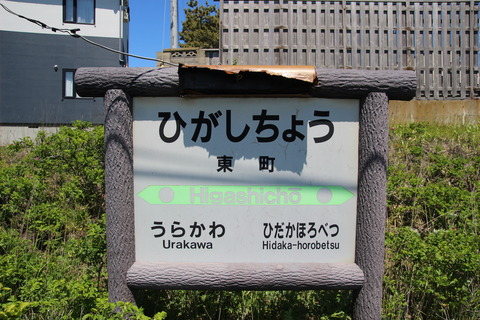 ひがしちょう
東町
Higashicho
うらかわ ひだかほろべつ
Urakawa Hidaka-horobetsu